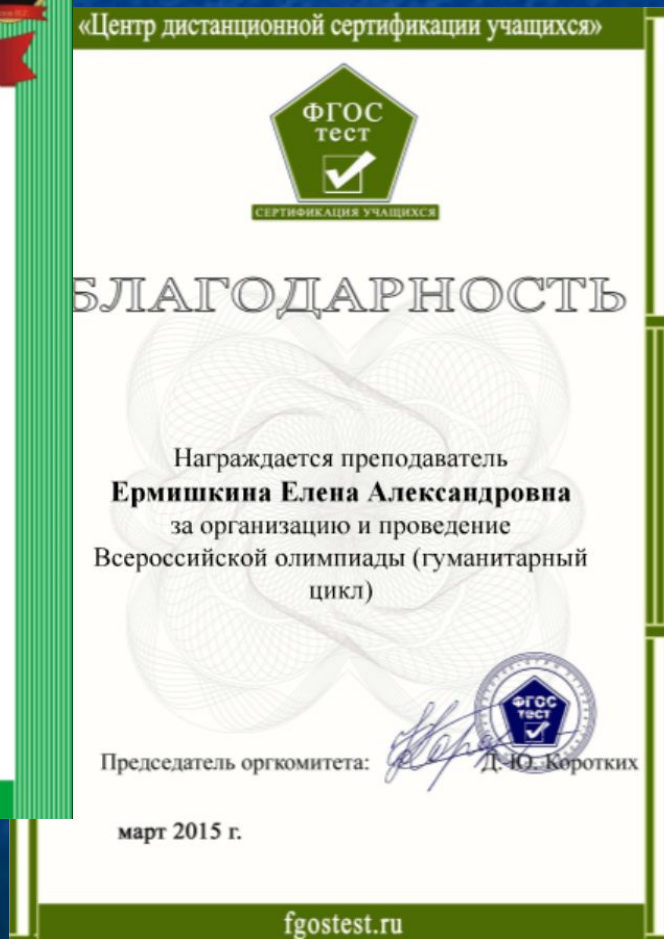 «Центр дистанционной сертификации учащихся»
ФГОС
тест
СЕРТИФИКАЦИЯ УЧАЩИХСЯ
БЛАГОДАРНОСТЬ
Награждается преподаватель
Ермишкина Елена Александровна
за организацию и проведение
Всероссийской олимпиады (гуманитарный
цикл)
ФГОС
тест
Председатель оргкомитета:
Д. Ю. Коротких
март 2015 г.
fgostest.ru